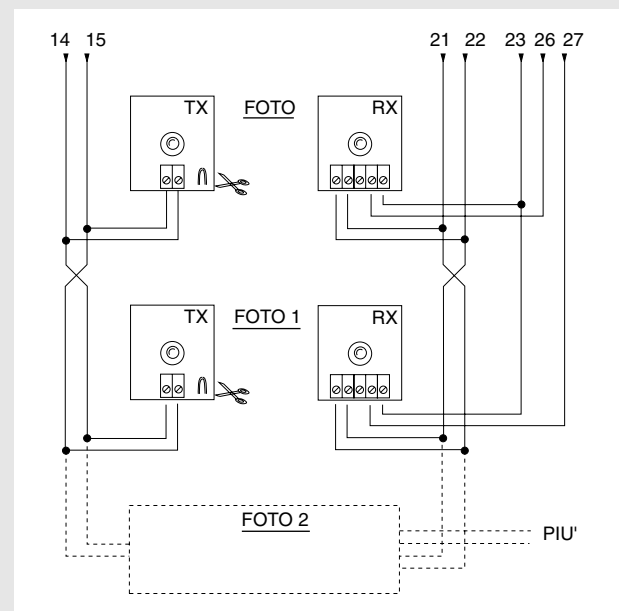 14 15 21 22 23 26 27
TX FOTO RX
TX FOTO 1 RX
FOTO 2
PIU'